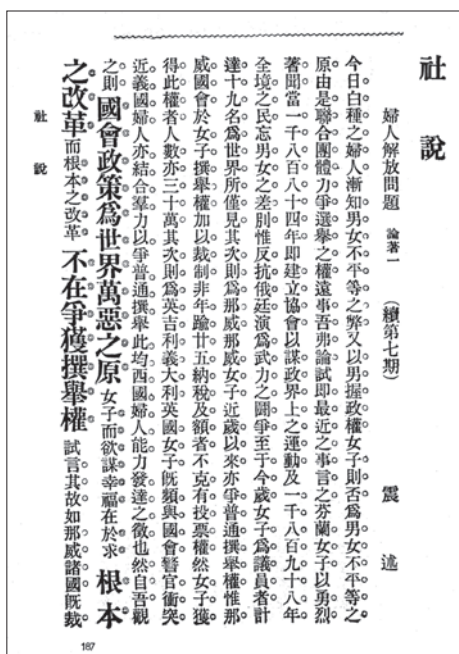 社說
婦人解放問題 論著一 (續第七期) 震述
今日白種之婦人漸知男女不平等之弊又以男握政權女子則否爲男女不平等之
原由是聯合團體力爭選舉之權遠事吾弗論試即最近之事言之芬蘭女子以勇烈
著聞當一千八百八十四年即建立協會以謀政界上之運動及一千八百九十八年
全境之民忘男女之差別惟反抗俄廷演爲武力之鬪爭至于今歲女子爲議員者計
達十九名爲世界所僅見其次則爲那威那威女子近歲以來亦爭普通撰舉權惟那
威國會於女子撰舉權加以裁制非年踰廿五納稅及額者不克有投票權然女子獲
得此權者人數亦三十萬其次則爲英吉利義大利英國女子旣頻與國會警官衝突
近義國婦人亦結合羣力以爭普通撰舉此均西國婦人能力發達之徵也然自吾觀
之則國會政策爲世界萬惡之原女子而欲謀幸福在於求根本
之改革而根本之改革不在爭獲撰舉權試言其故如那威諸國旣裁
社說
187